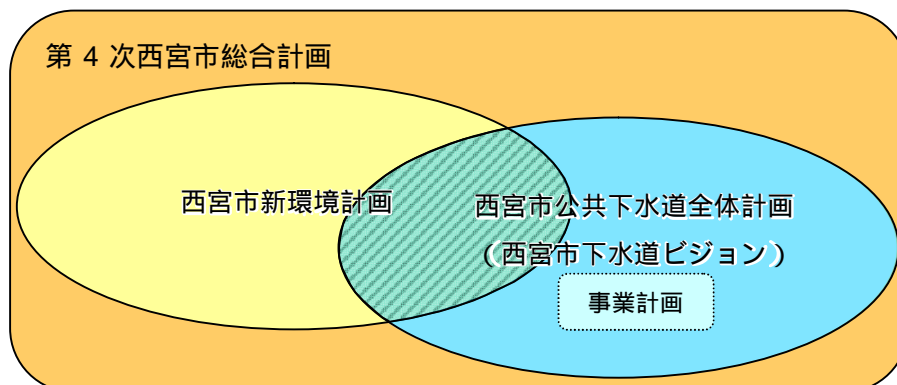 第 4 次西宮市総合計画
西宮市新環境計画
西宮市公共下水道全体計画
（西宮市下水道ビジョン）
事業計画